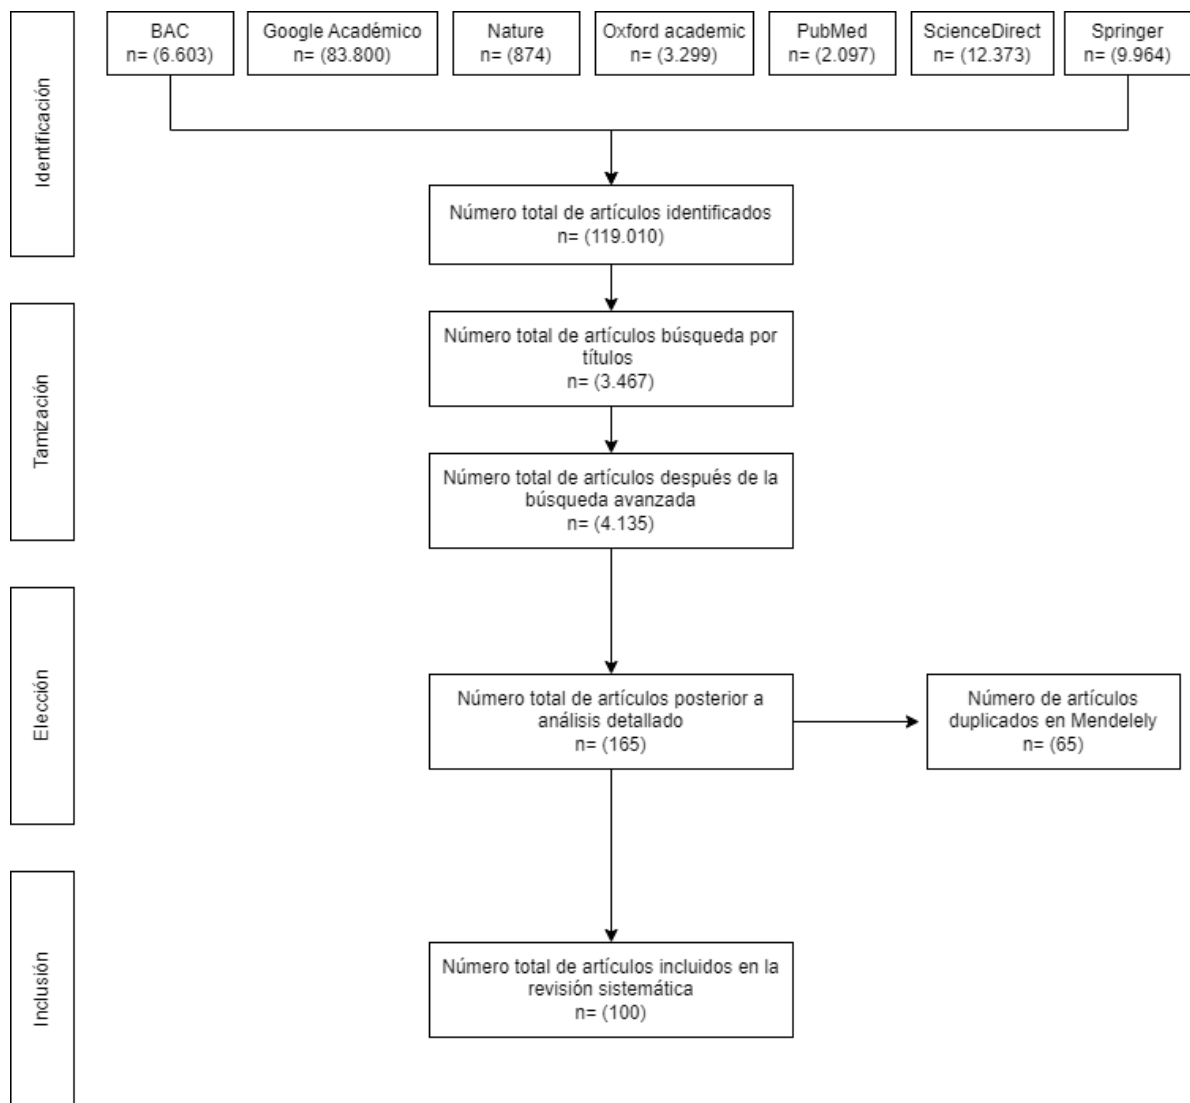 BAC
n= (6.603)
Google Académico
n= (83.800)
Nature
n= (874)
Oxford academic
n= (3.299)
PubMed
n= (2.097)
ScienceDirect
n= (12.373)
Springer
n= (9.964)
Identificación
Número total de artículos identificados
n= (119.010)
Tamización
Número total de artículos búsqueda por
títulos
n= (3.467)
Número total de artículos después de la
búsqueda avanzada
n= (4.135)
Elección
Número total de artículos posterior a
análisis detallado
n= (165)
Número de artículos
duplicados en Mendelely
n= (65)
Inclusión
Número total de artículos incluidos en la
revisión sistemática
n= (100)